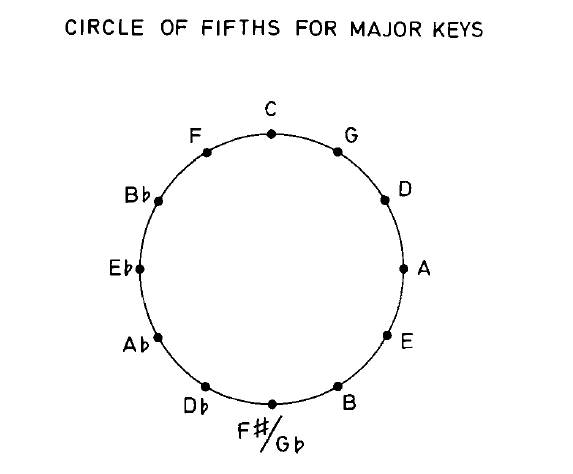 CIRCLE OF FIFTHS FOR MAJOR KEYS
C
F G
B♭ D
E♭ A
A♭ E
D♭ B
F#/G♭